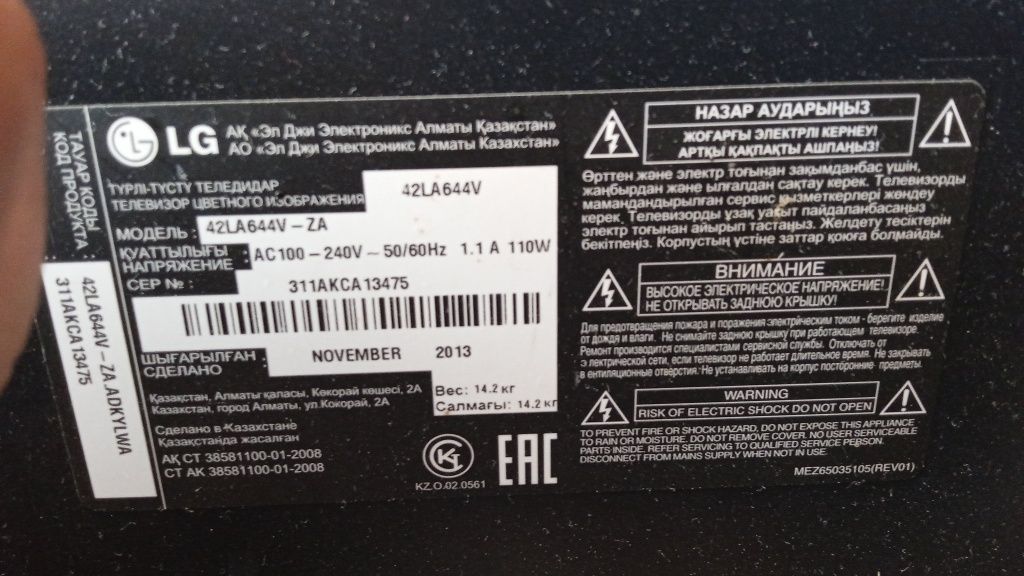 LG
АҚ «Эл Джи Электроникс Алматы Қазақстан»
АО «Эл Джи Электроникс Алматы Казахстан»
ТАУАР КОДЫ
КОД ПРОДУКТА
42LA644V-ZA.ADKYLWA
311AKCA13475
ТҮРЛІ-ТҮСТҮ ТЕЛЕДИДАР
ТЕЛЕВИЗОР ЦВЕТНОГО ИЗОБРАЖЕНИЯ
42LA644V
МОДЕЛЬ : 42LA644V-ZA
ҚУАТТЫЛЫҒЫ
НАПРЯЖЕНИЕ : AC100-240V~50/60Hz 1.1 A 110W
СЕР № : 311AKCA13475
ШЫҒАРЫЛҒАН
СДЕЛАНО : NOVEMBER 2013
Қазақстан, Алматы қаласы, Көкорай көшесі, 2А
Казахстан, город Алматы, ул.Кокорай, 2А
Вес: 14.2 кг
Салмағы: 14.2 кг
Сделано в Казахстане
Қазақстанда жасалған
АҚ СТ 38581100-01-2008
СТ АК 38581100-01-2008
KZ.O.02.0561
EAC
НАЗАР АУДАРЫҢЫЗ
ЖОҒАРҒЫ ЭЛЕКТРЛІ КЕРНЕУ!
АРТҚЫ ҚАҚПАҚТЫ АШПАҢЫЗ!
Өрттен және электр тоғынан зақымданбас үшін,
жаңбырдан және ылғалдан сақтау керек. Телевизорды
мамандандырылған сервис қызметкерлері жөндеу
керек. Телевизорды ұзақ уақыт пайдаланбасаңыз
электр тоғынан айырып тастаңыз. Желдету тесіктерін
бекітпеңіз. Корпустың үстіне заттар қоюға болмайды.
ВНИМАНИЕ
ВЫСОКОЕ ЭЛЕКТРИЧЕСКОЕ НАПРЯЖЕНИЕ!
НЕ ОТКРЫВАТЬ ЗАДНЮЮ КРЫШКУ!
Для предотвращения пожара и поражения электрическим током - берегите изделие
от дождя и влаги. Не снимайте заднюю крышку при работающем телевизоре.
Ремонт производится специалистами сервисной службы. Отключать от
электрической сети, если телевизор не работает длительное время. Не закрывать
вентиляционные отверстия. Не устанавливать на корпус посторонние предметы.
WARNING
RISK OF ELECTRIC SHOCK DO NOT OPEN
TO PREVENT FIRE OR SHOCK HAZARD, DO NOT EXPOSE THIS APPLIANCE
TO RAIN OR MOISTURE. DO NOT REMOVE COVER. NO USER SERVICEABLE
PARTS INSIDE. REFER SERVICING TO QUALIFIED SERVICE PERSON.
DISCONNECT FROM MAINS SUPPLY WHEN NOT IN USE.
MEZ65035105(REV01)